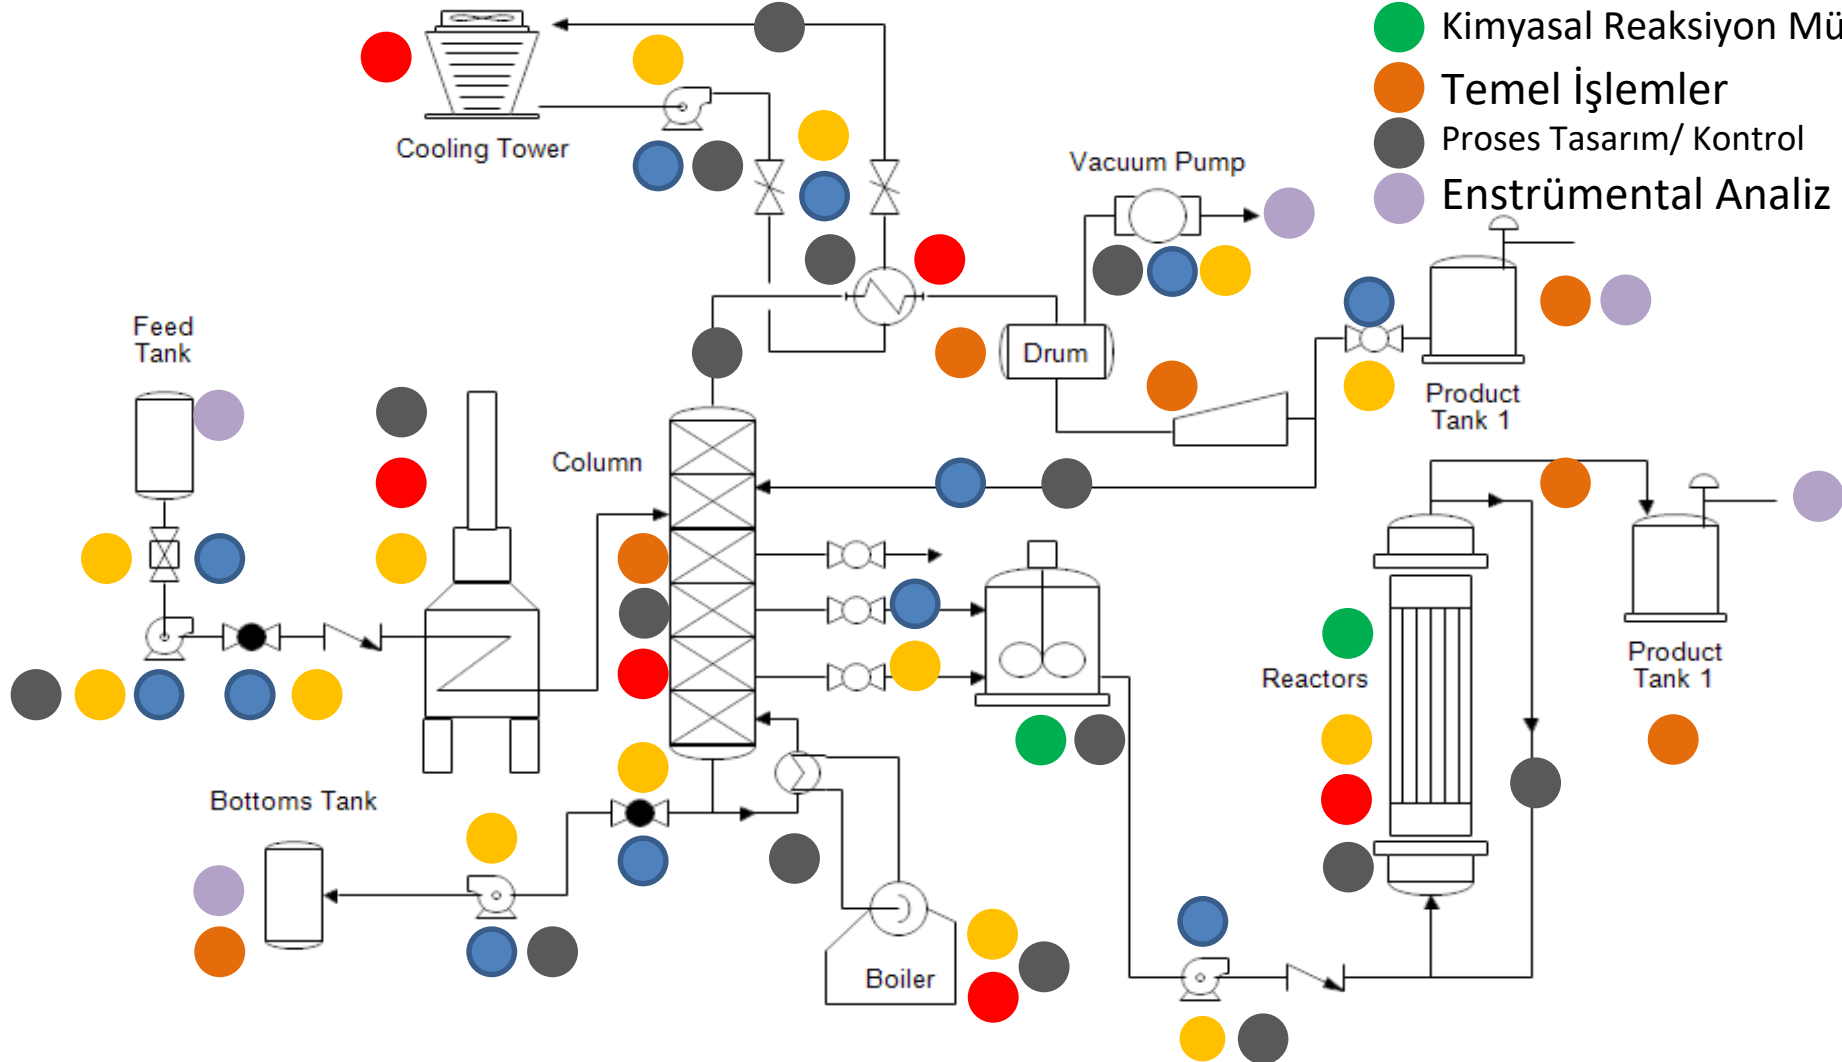 Kimyasal Reaksiyon Mü
Temel İşlemler
Proses Tasarım/ Kontrol
Enstrümental Analiz
Cooling Tower
Vacuum Pump
Feed
Tank
Drum
Product
Tank 1
Column
Reactors
Product
Tank 1
Bottoms Tank
Boiler